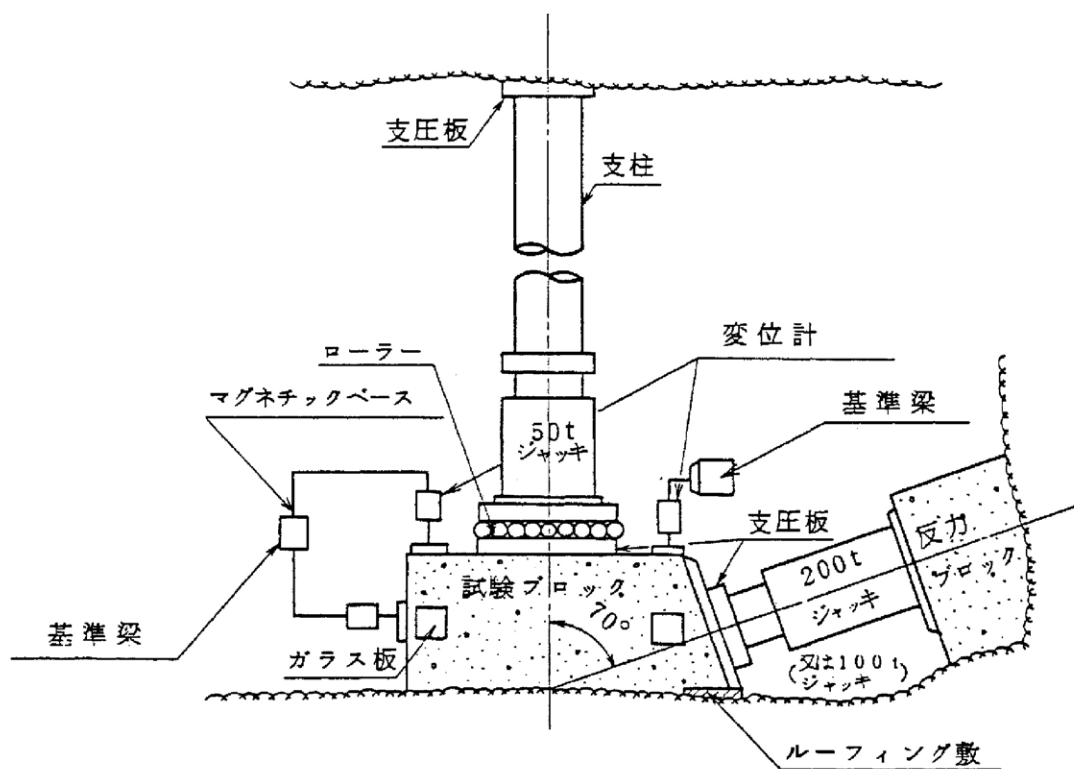 支圧板
支柱
変位計
ローラー
マグネチックベース
基準梁
50t
ジャッキ
支圧板
反力
ブロック
200t
ジャッキ
試験ブロック
70°
基準梁
ガラス板
(又は100t)
ジャッキ
ルーフィング敷